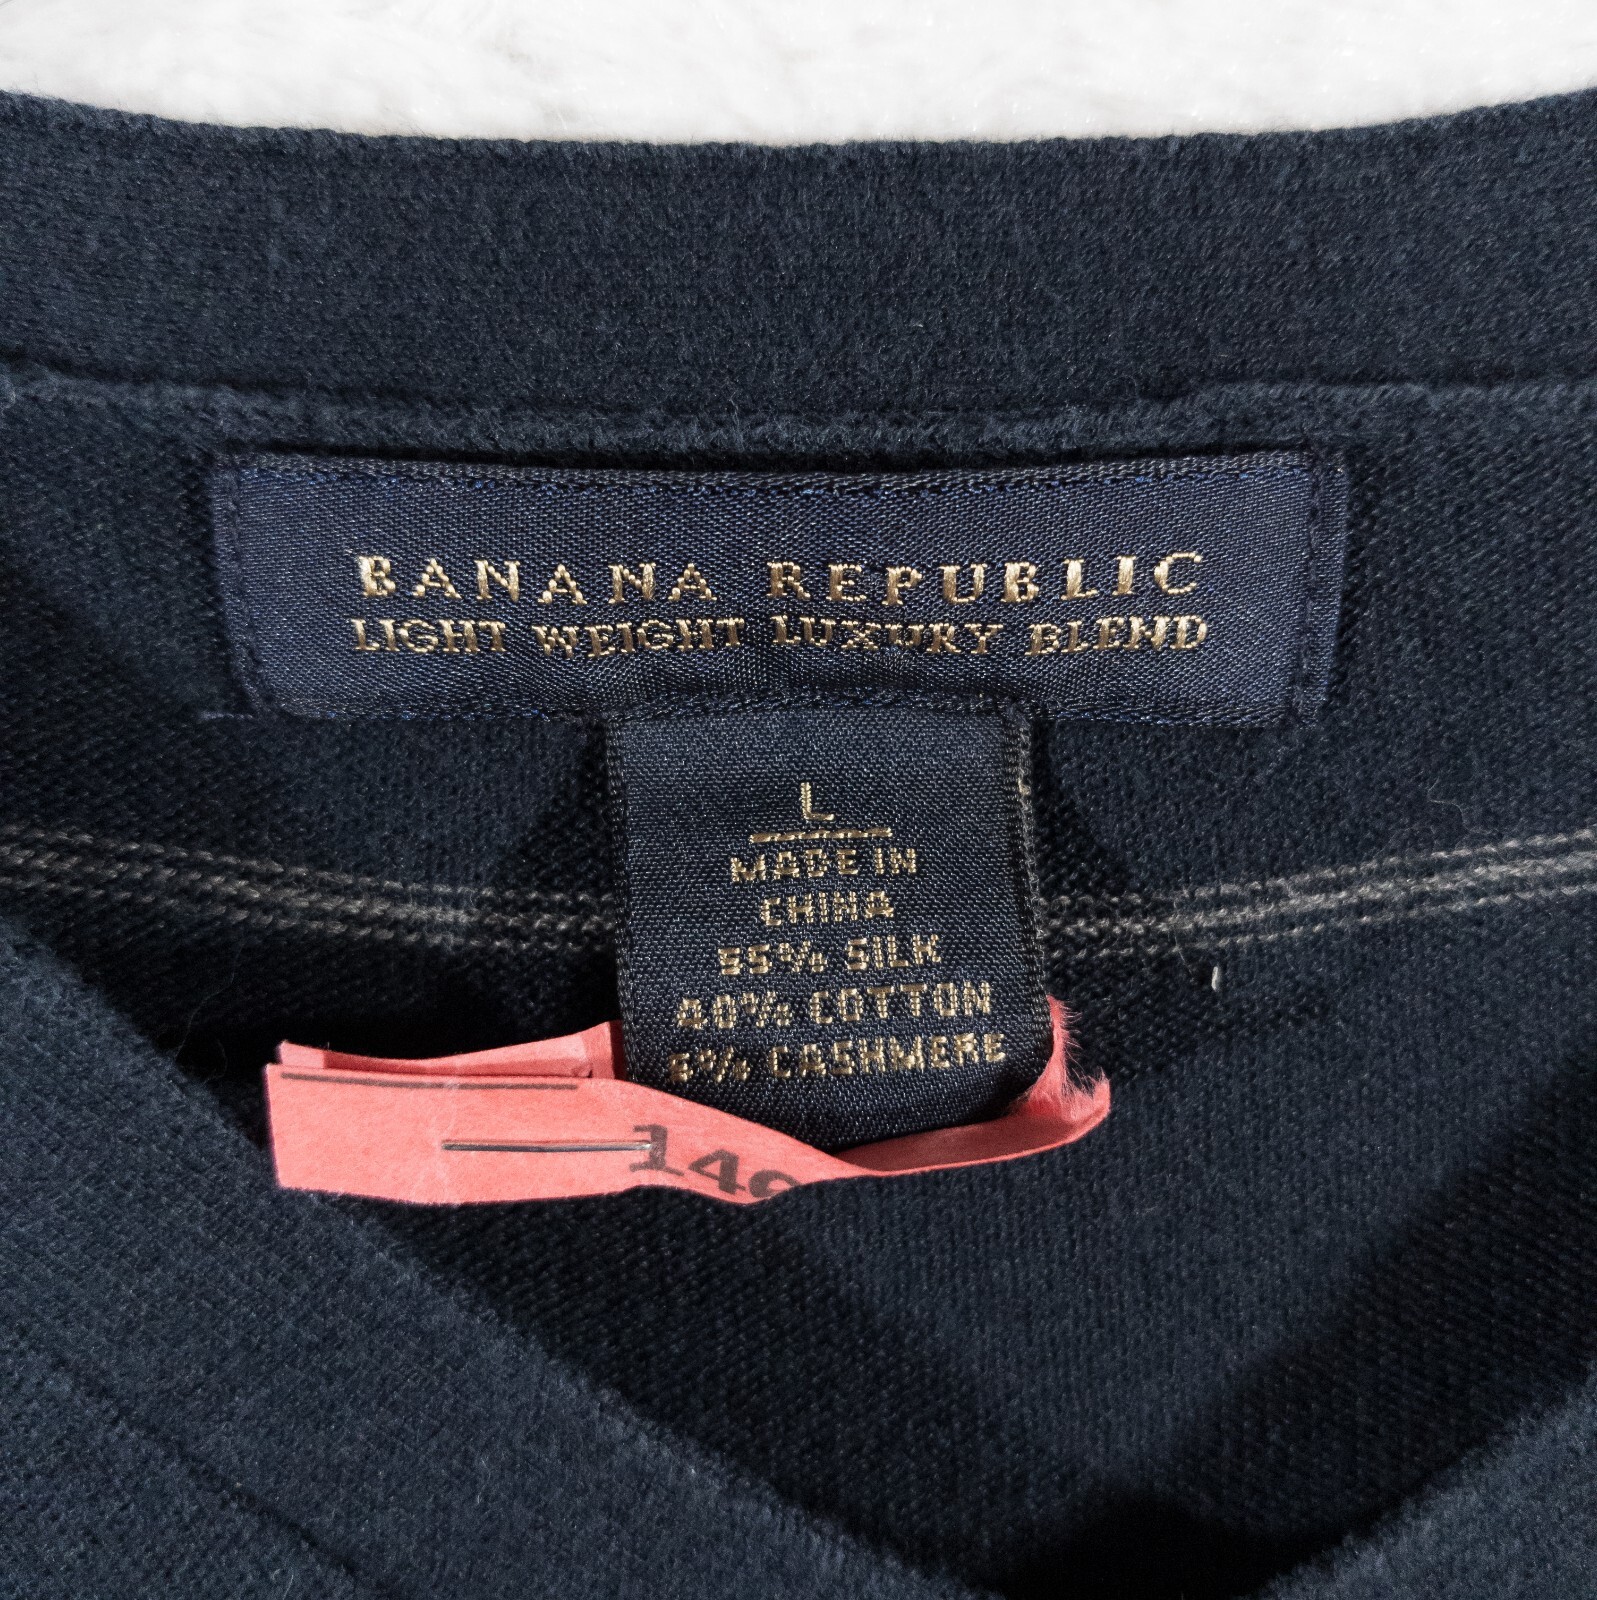 BANANA REPUBLIC
LIGHT WEIGHT LUXURY BLEND
L
MADE IN
CHINA
55% SILK
40% COTTON
5% CASHMERE